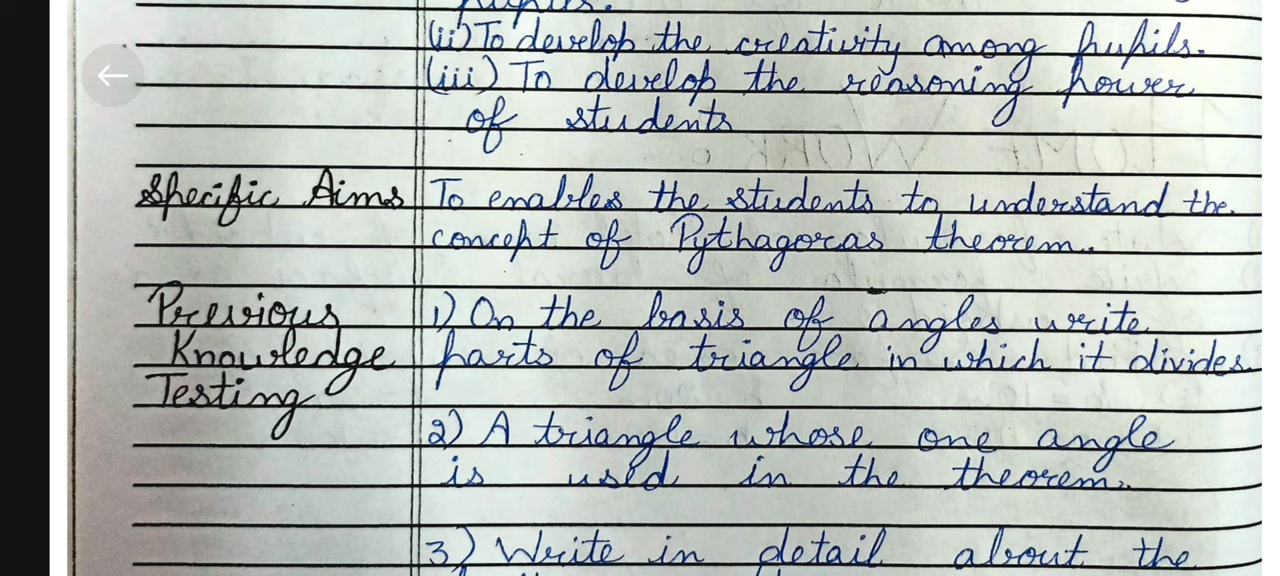 pupils.
(ii) To develop the creativity among pupils.
(iii) To develop the reasoning power
of students
Specific Aims
To enables the students to understand the
concept of Pythagoras theorem.
Previous
Knowledge
Testing
1) On the basis of angles write
parts of triangle in which it divides
2) A triangle whose one angle
is used in the theorem.
3) Write in detail about the